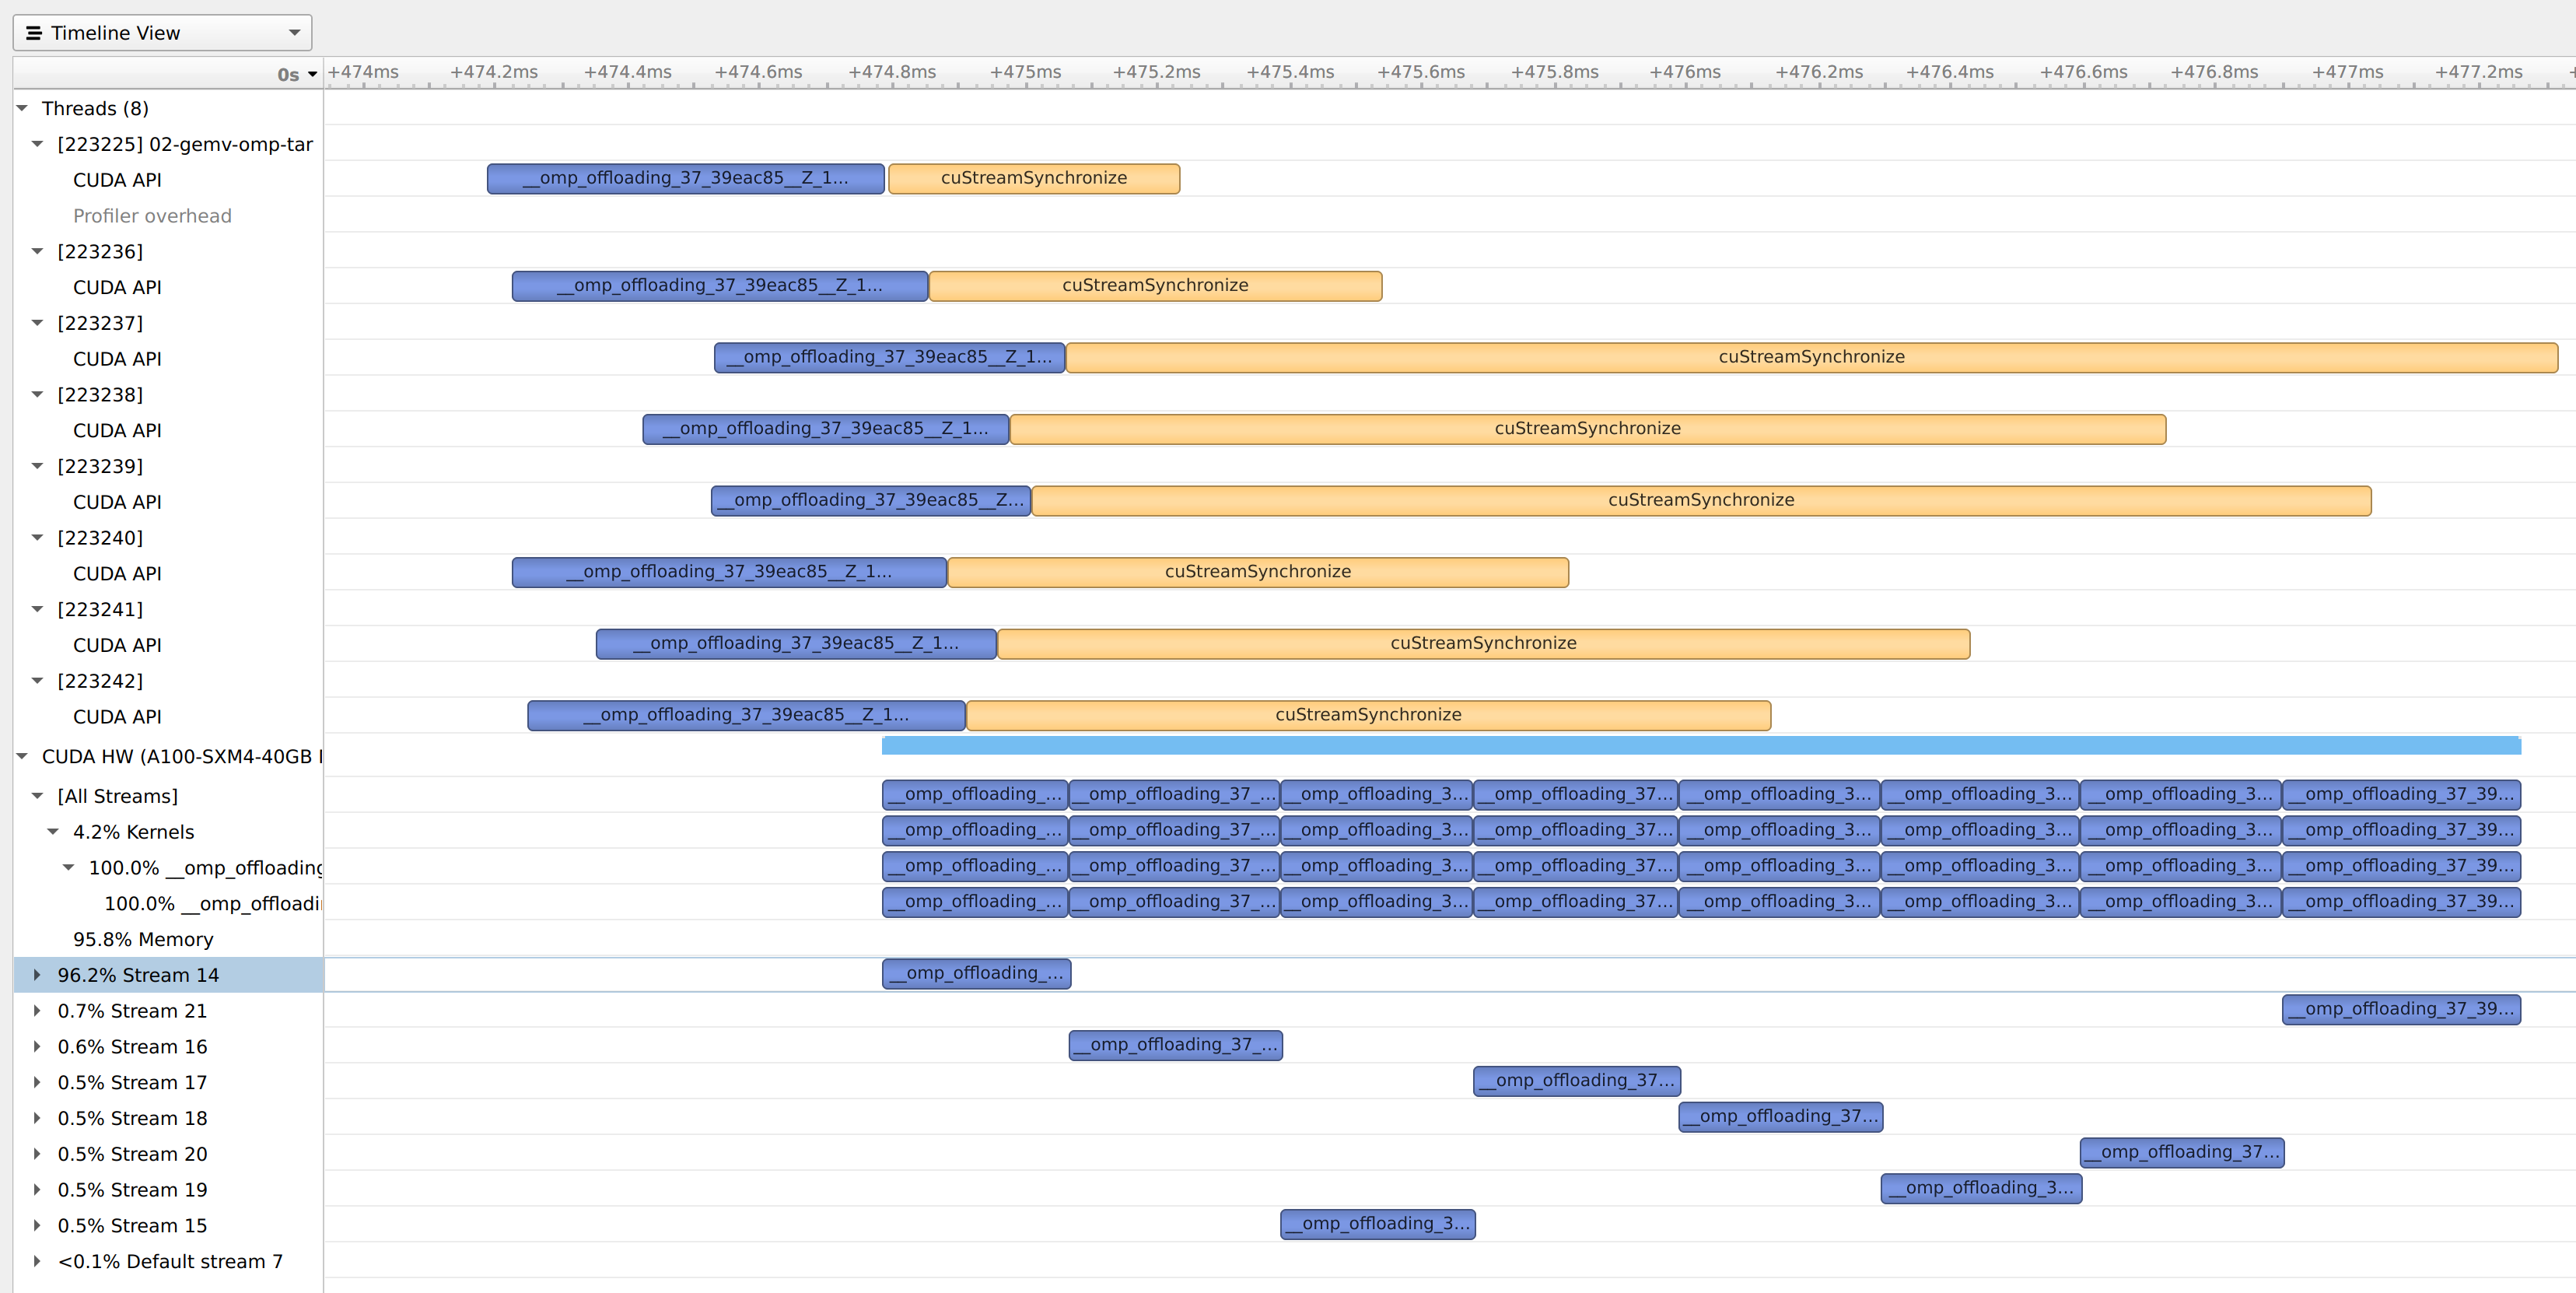 Timeline View
0s
+474ms +474.2ms +474.4ms +474.6ms +474.8ms +475ms +475.2ms +475.4ms +475.6ms +475.8ms +476ms +476.2ms +476.4ms +476.6ms +476.8ms +477ms +477.2ms
Threads (8)
[223225] 02-gemv-omp-tar
CUDA API __omp_offloading_37_39eac85__Z_1... cuStreamSynchronize
Profiler overhead
[223236]
CUDA API __omp_offloading_37_39eac85__Z_1... cuStreamSynchronize
[223237]
CUDA API __omp_offloading_37_39eac85__Z_1... cuStreamSynchronize
[223238]
CUDA API __omp_offloading_37_39eac85__Z_1... cuStreamSynchronize
[223239]
CUDA API __omp_offloading_37_39eac85__Z... cuStreamSynchronize
[223240]
CUDA API __omp_offloading_37_39eac85__Z_1... cuStreamSynchronize
[223241]
CUDA API __omp_offloading_37_39eac85__Z_1... cuStreamSynchronize
[223242]
CUDA API __omp_offloading_37_39eac85__Z_1... cuStreamSynchronize
CUDA HW (A100-SXM4-40GB
[All Streams] __omp_offloading_... __omp_offloading_37_... __omp_offloading_3... __omp_offloading_37... __omp_offloading_3... __omp_offloading_3... __omp_offloading_3... __omp_offloading_37_39...
4.2% Kernels __omp_offloading_... __omp_offloading_37_... __omp_offloading_3... __omp_offloading_37... __omp_offloading_3... __omp_offloading_3... __omp_offloading_3... __omp_offloading_37_39...
100.0% __omp_offloading __omp_offloading_... __omp_offloading_37_... __omp_offloading_3... __omp_offloading_37... __omp_offloading_3... __omp_offloading_3... __omp_offloading_3... __omp_offloading_37_39...
100.0% __omp_offloadi __omp_offloading_... __omp_offloading_37_... __omp_offloading_3... __omp_offloading_37... __omp_offloading_3... __omp_offloading_3... __omp_offloading_3... __omp_offloading_37_39...
95.8% Memory
96.2% Stream 14 __omp_offloading_...
0.7% Stream 21 __omp_offloading_37_39...
0.6% Stream 16 __omp_offloading_37_...
0.5% Stream 17 __omp_offloading_37...
0.5% Stream 18 __omp_offloading_37...
0.5% Stream 20 __omp_offloading_37...
0.5% Stream 19 __omp_offloading_3...
0.5% Stream 15 __omp_offloading_3...
<0.1% Default stream 7